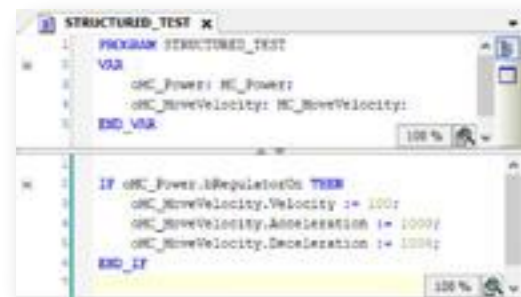 STRUCTURED_TEST x
1 PROGRAM STRUCTURED_TEST
2 VAR
3 oMC_Power: MC_Power;
4 oMC_MoveVelocity: MC_MoveVelocity;
5 END_VAR
100 %
1
2 IF oMC_Power.bRegulatorOn THEN
3 oMC_MoveVelocity.Velocity := 100;
4 oMC_MoveVelocity.Acceleration := 1000;
5 oMC_MoveVelocity.Deceleration := 1000;
6 END_IF
7
100 %